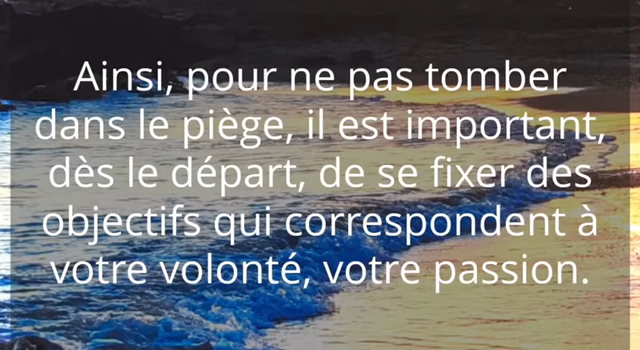 Ainsi, pour ne pas tomber
dans le piège, il est important,
dès le départ, de se fixer des
objectifs qui correspondent à
votre volonté, votre passion.